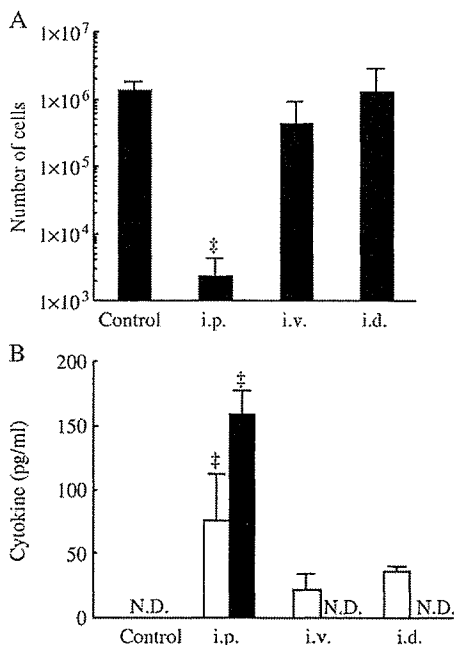 A
1×10⁷
1×10⁶
1×10⁵
1×10⁴
1×10³
Number of cells
‡
Control i.p. i.v. i.d.
B
200
150
100
50
0
Cytokine (pg/ml)
‡
‡
N.D. N.D. N.D.
Control i.p. i.v. i.d.